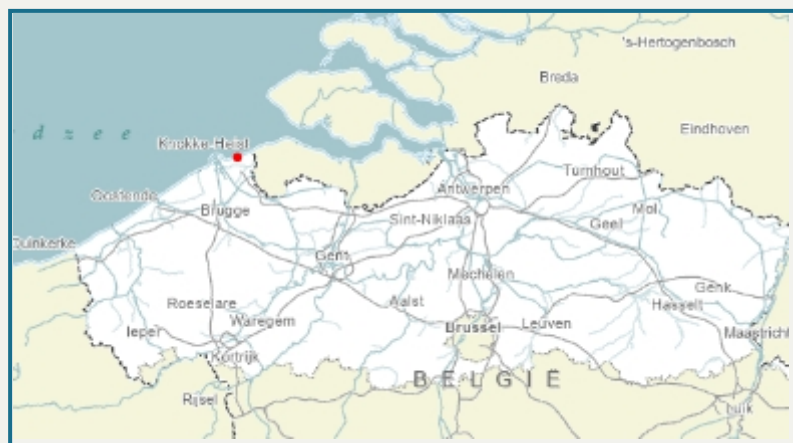 's-Hertogenbosch
Breda
d z e e
Eindhoven
Knokke-Heist
Turnhout
Antwerpen
Oostende
Mol
Brugge
Sint-Niklaas
Geel
Duinkerke
Gent
Mechelen
Genk
Roeselare
Aalst
Hasselt
Waregem
Brussel
Leuven
Ieper
Maastricht
Kortrijk
BELGIË
Rijsel
Luik